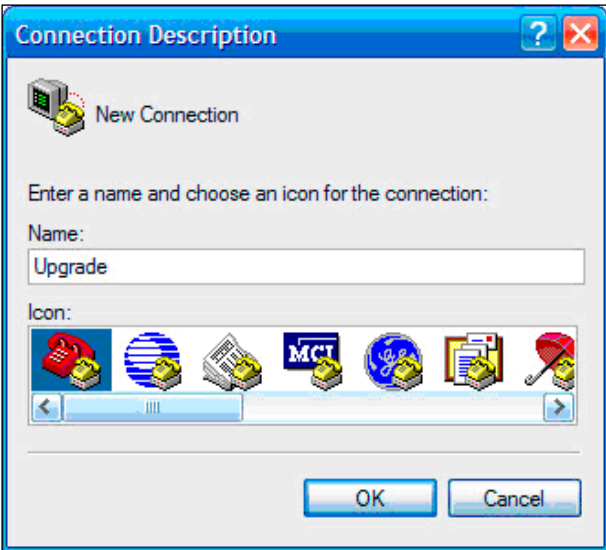 Connection Description
?
New Connection
Enter a name and choose an icon for the connection:
Name:
Upgrade
Icon:
MCI
OK
Cancel